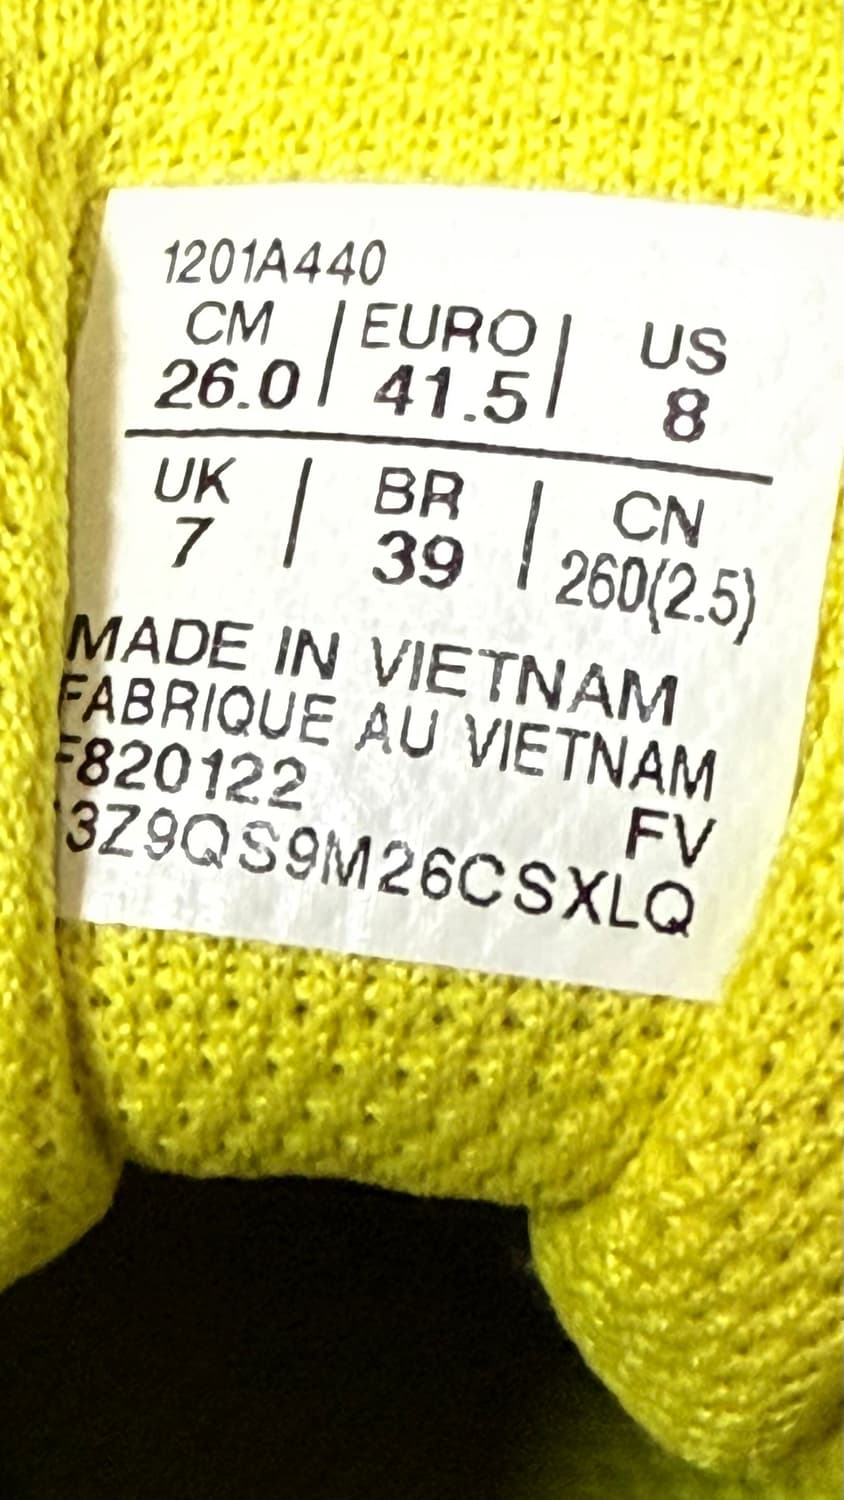 1201A440
CM | EURO | US
26.0 | 41.5 | 8
UK | BR | CN
7 | 39 | 260(2.5)
MADE IN VIETNAM
FABRIQUE AU VIETNAM
F820122 FV
3Z9QS9M26CSXLQ